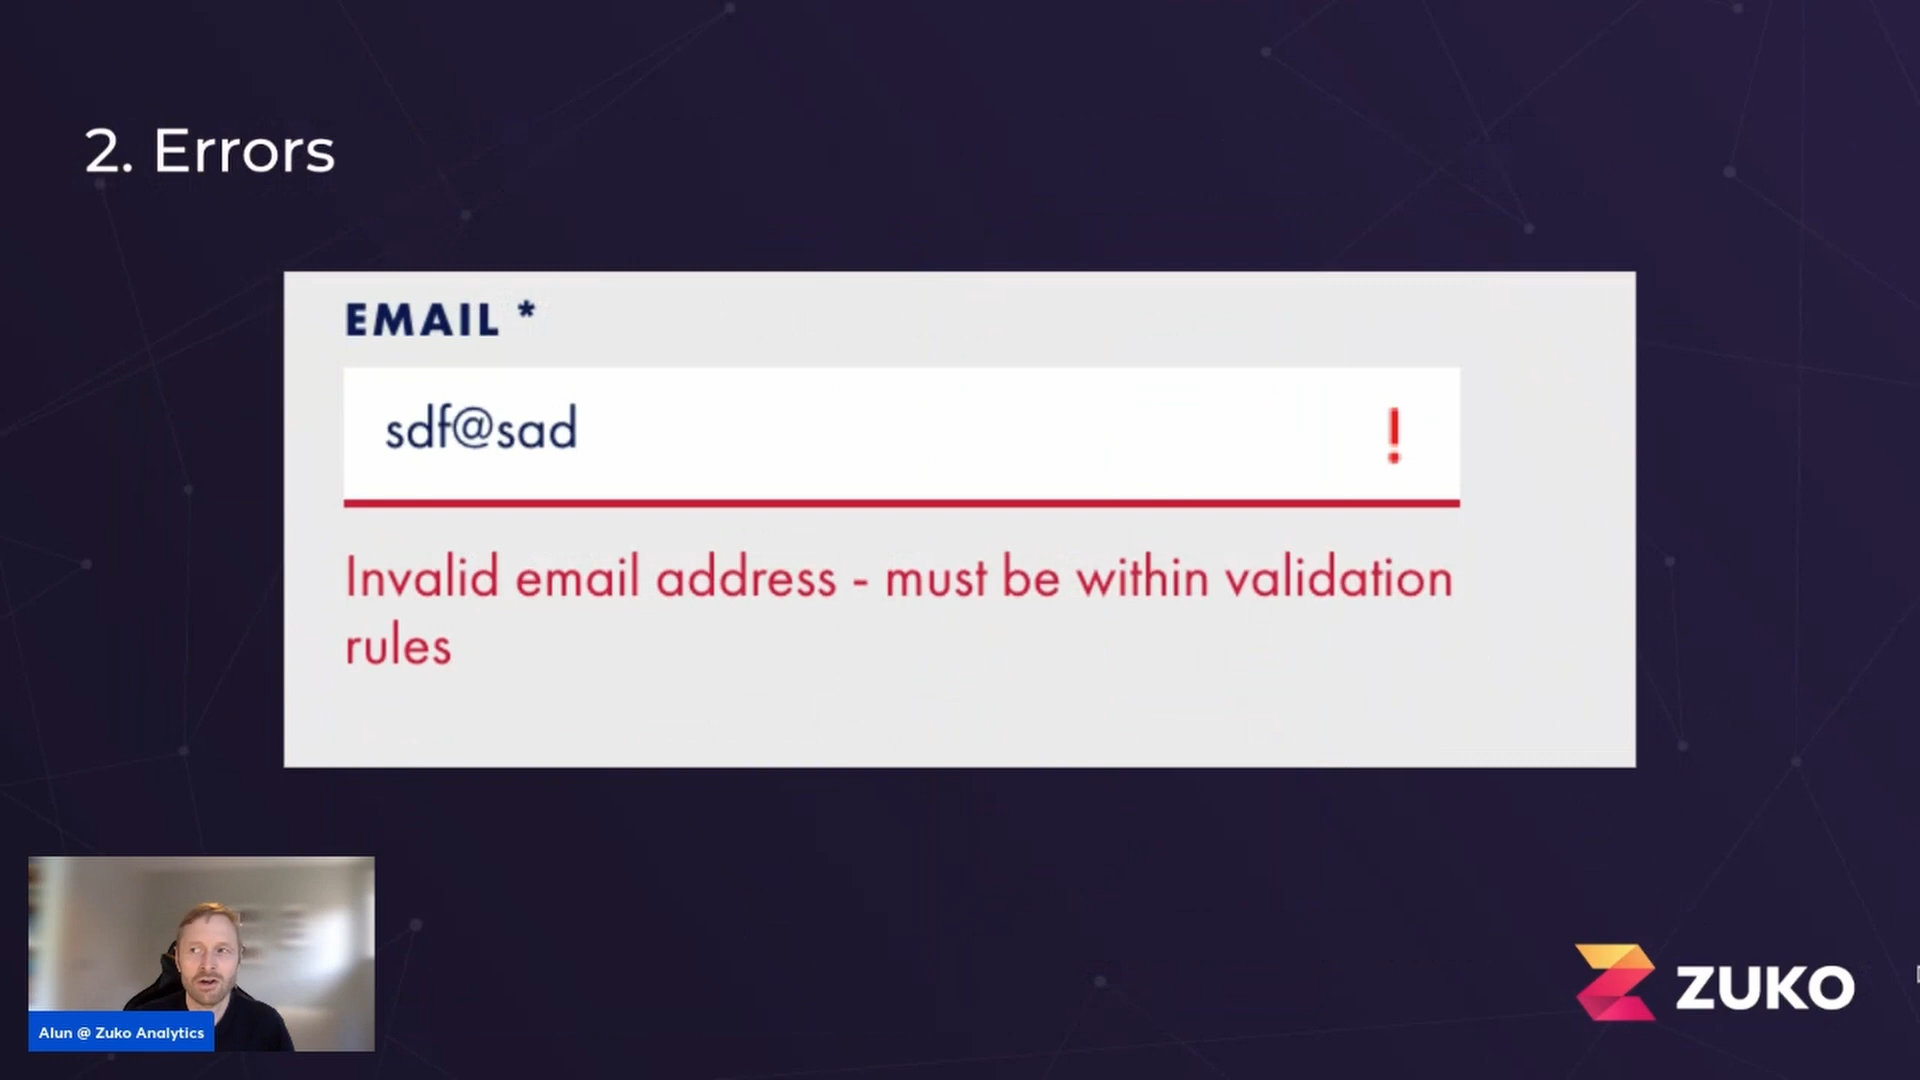 2. Errors
EMAIL *
sdf@sad
!
Invalid email address - must be within validation
rules
Alun @ Zuko Analytics
ZUKO